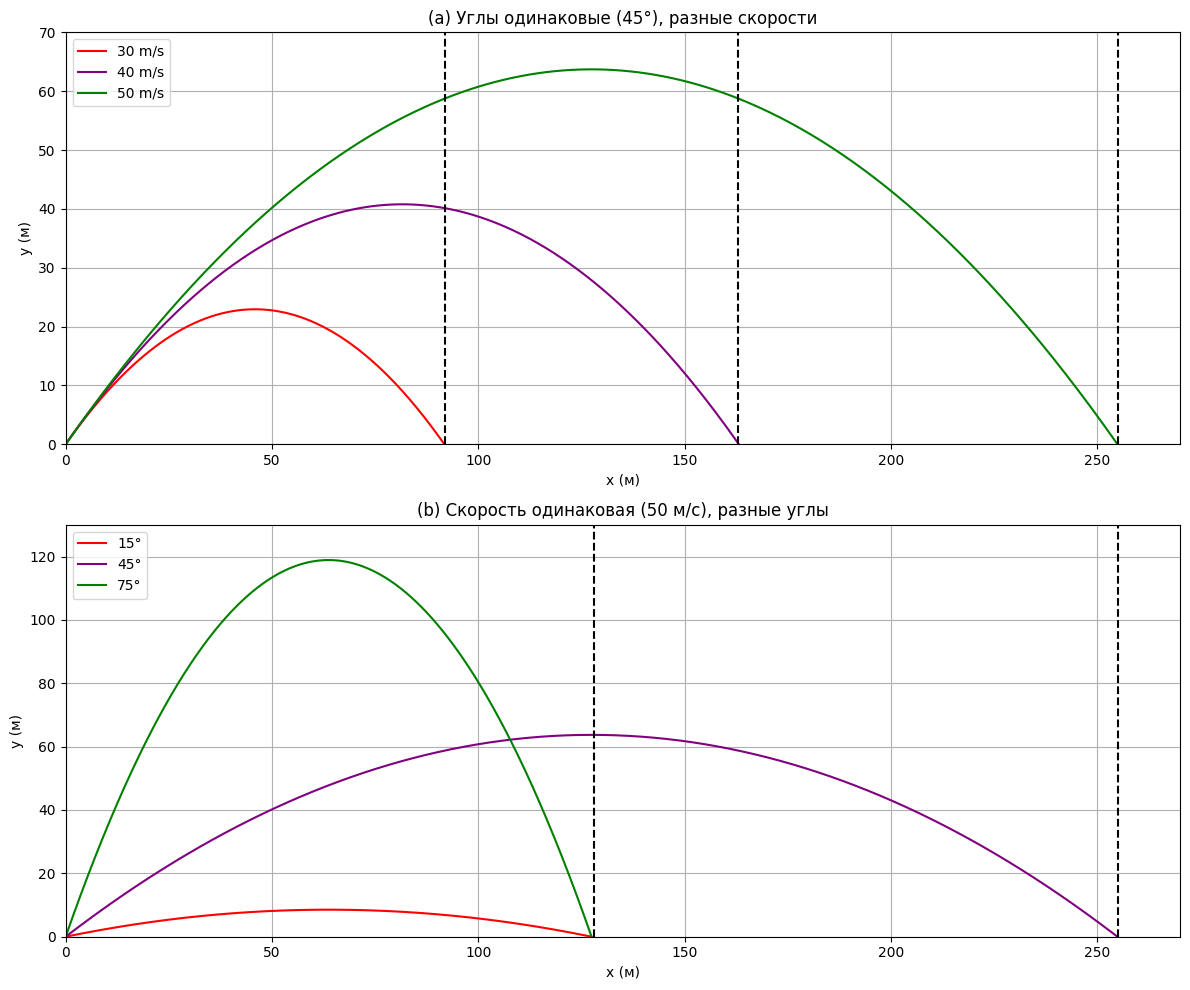 (a) Углы одинаковые (45°), разные скорости
70
60
50
40
30
20
10
0
y (м)
30 m/s
40 m/s
50 m/s
0 50 100 150 200 250
x (м)
(b) Скорость одинаковая (50 м/с), разные углы
120
100
80
60
40
20
0
y (м)
15°
45°
75°
0 50 100 150 200 250
x (м)